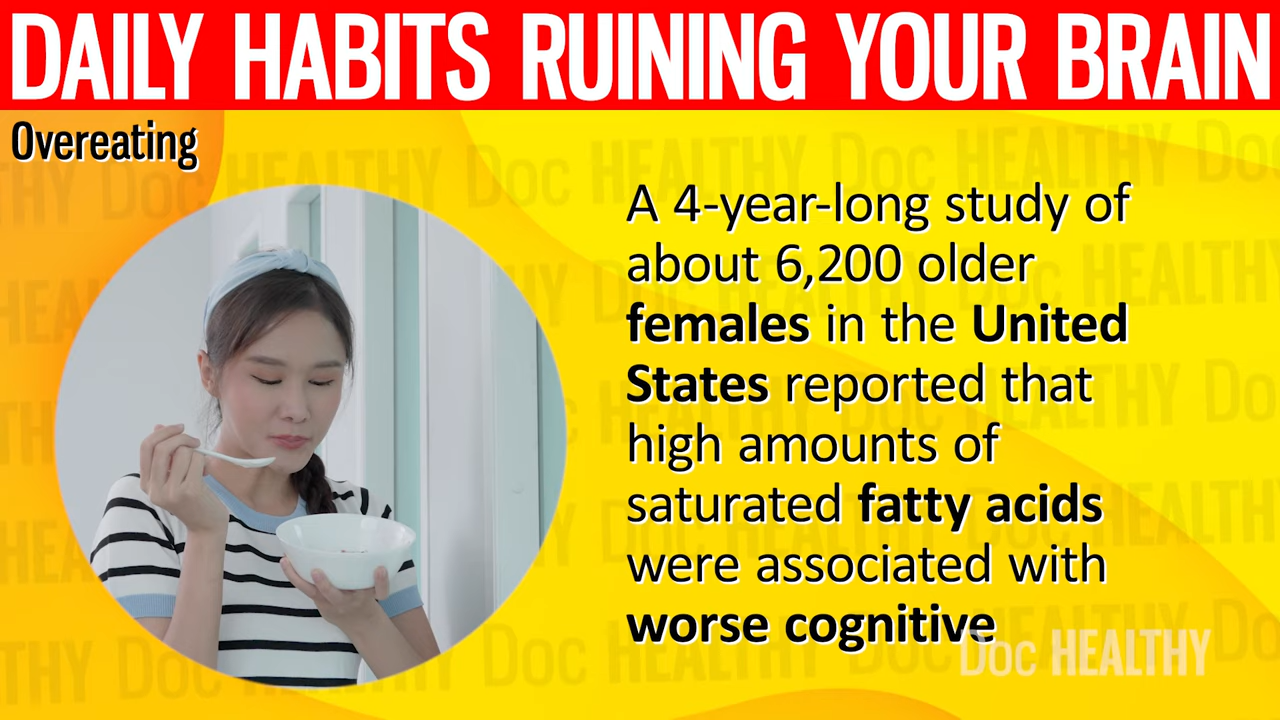 DAILY HABITS RUINING YOUR BRAIN
Overeating
A 4-year-long study of
about 6,200 older
females in the United
States reported that
high amounts of
saturated fatty acids
were associated with
worse cognitive
Doc HEALTHY